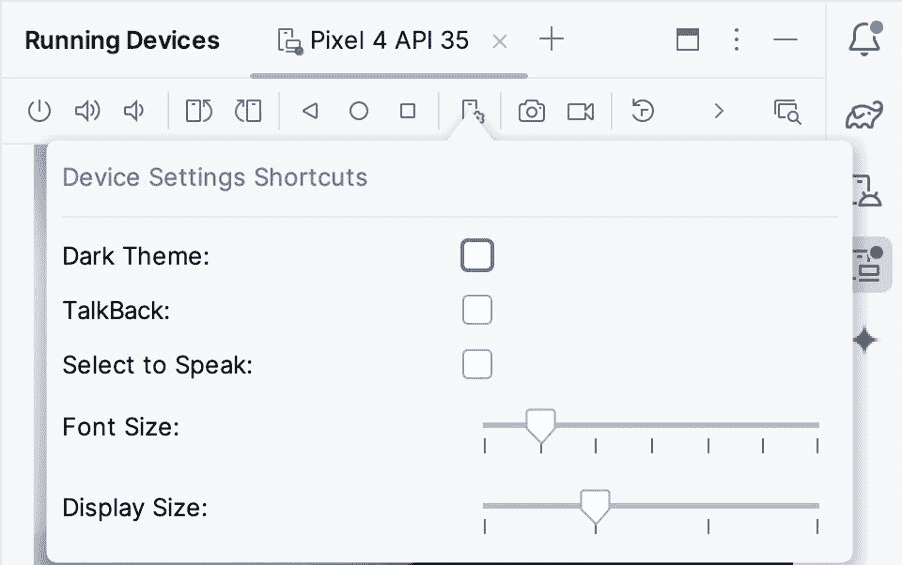 Running Devices
Pixel 4 API 35
Device Settings Shortcuts
Dark Theme:
TalkBack:
Select to Speak:
Font Size:
Display Size: